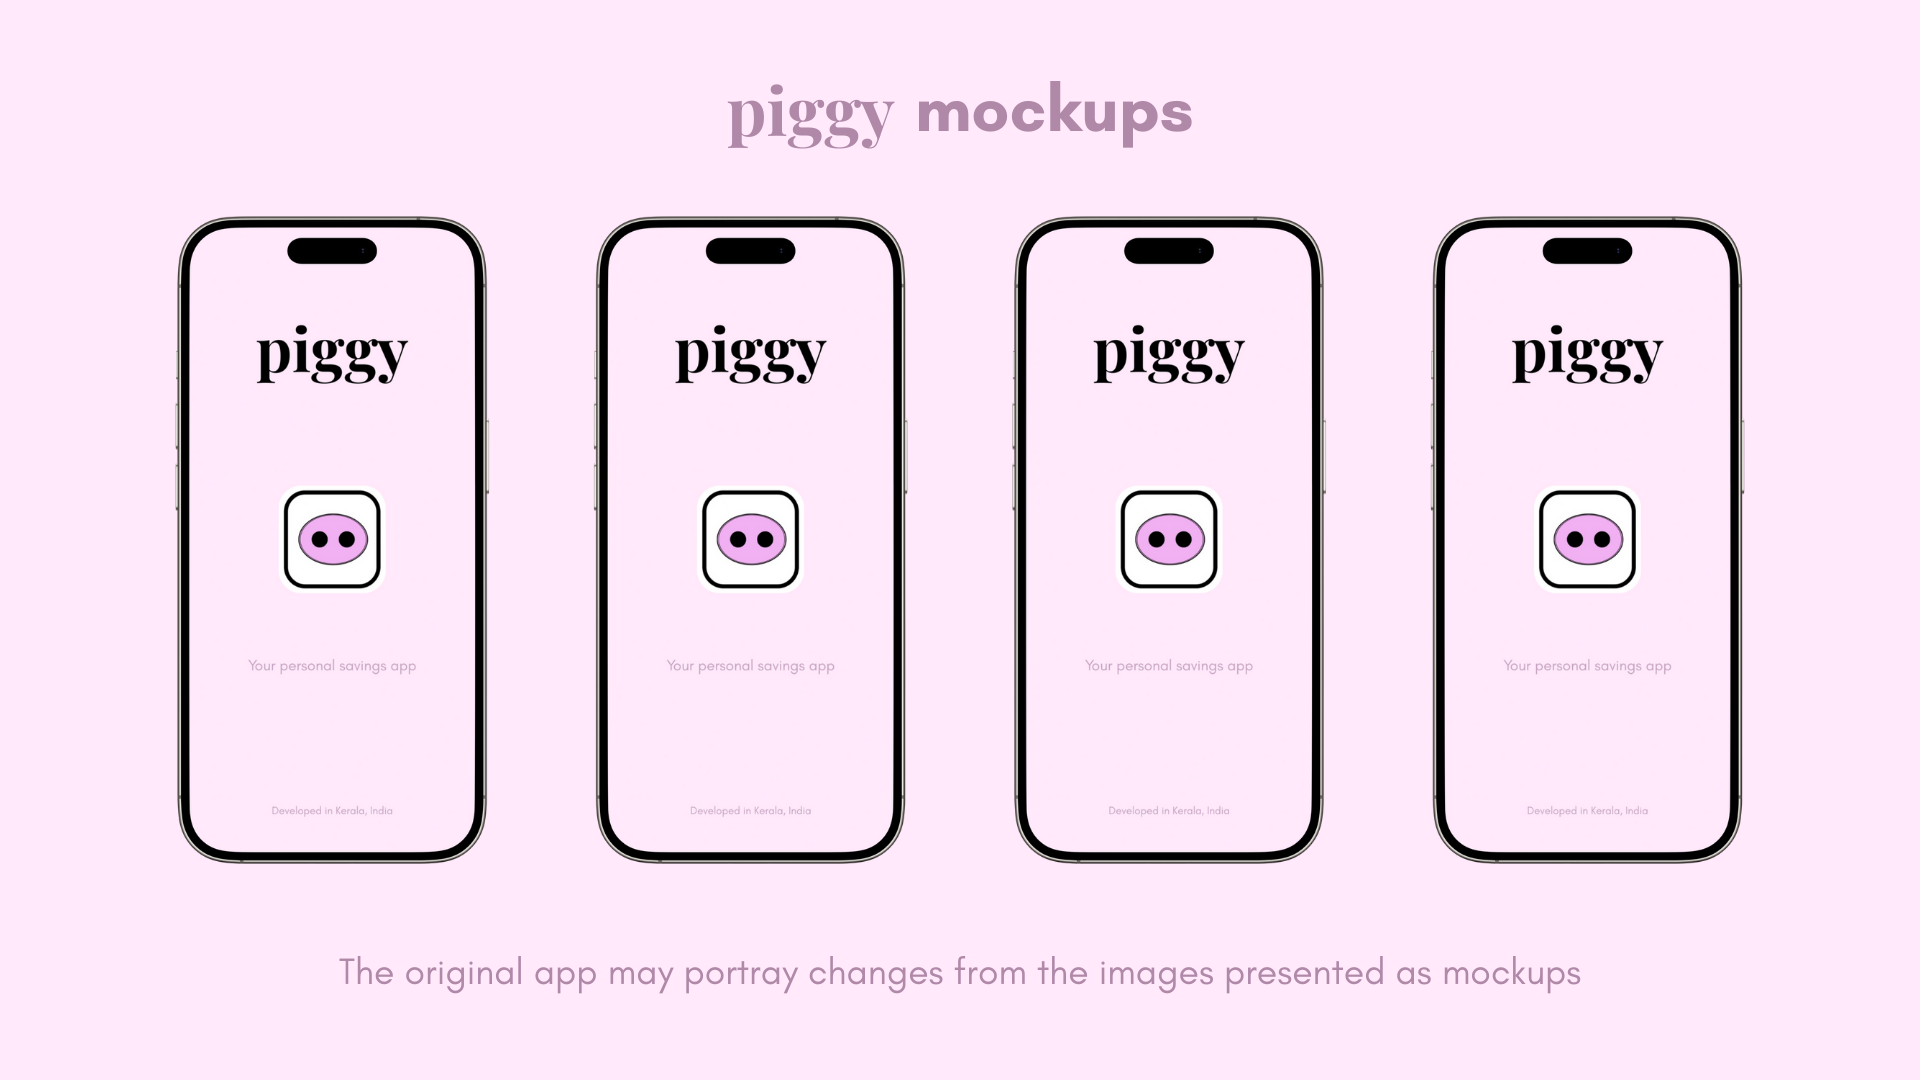 piggy mockups
piggy piggy piggy piggy
Your personal savings app Your personal savings app Your personal savings app Your personal savings app
Developed in Kerala, India Developed in Kerala, India Developed in Kerala, India Developed in Kerala, India
The original app may portray changes from the images presented as mockups